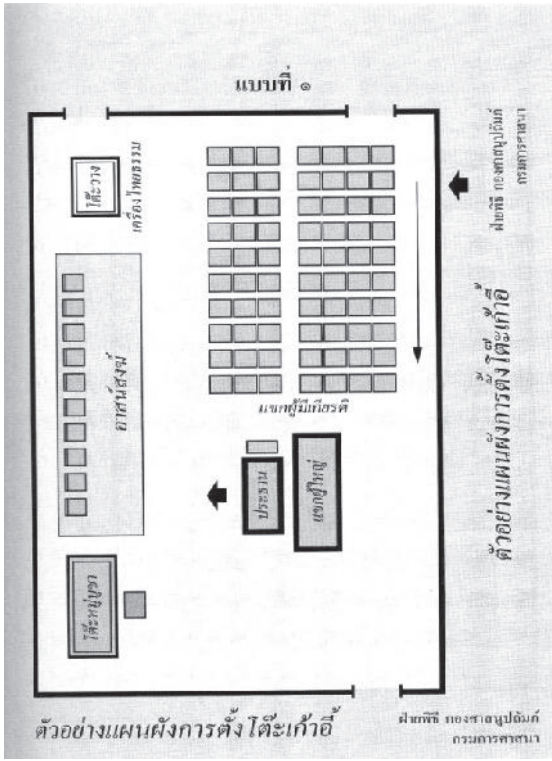 แบบที่ ๑
โต๊ะวาง
เครื่องไทยธรรม
อาสน์สงฆ์
โต๊ะหมู่บูชา
แขกผู้มีเกียรติ
ประธาน
แขกผู้ใหญ่
ฝ่ายพิธี กองศาสนูปถัมภ์
กรมการศาสนา
ตัวอย่างแผนผังการตั้งโต๊ะเก้าอี้
ตัวอย่างแผนผังการตั้งโต๊ะเก้าอี้
ฝ่ายพิธี กองศาสนูปถัมภ์
กรมการศาสนา